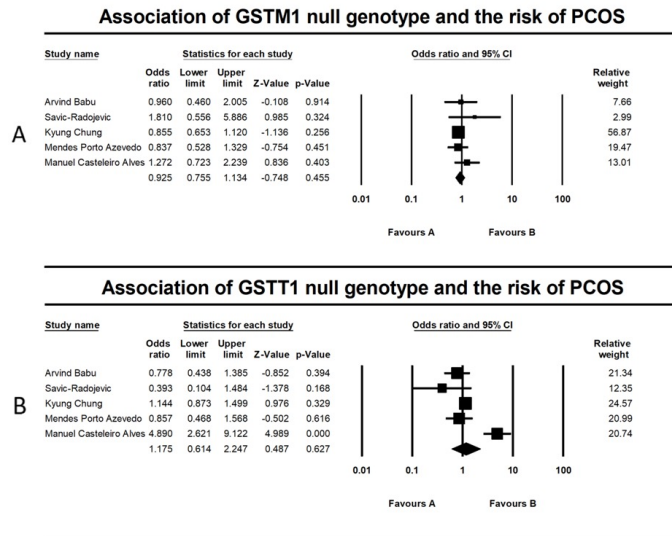 Association of GSTM1 null genotype and the risk of PCOS
Study name Statistics for each study Odds ratio and 95% CI
Odds Lower Upper Relative
ratio limit limit Z-Value p-Value weight
Arvind Babu 0.960 0.460 2.005 -0.108 0.914 7.66
Savic-Radojevic 1.810 0.556 5.886 0.985 0.324 2.99
A
Kyung Chung 0.855 0.653 1.120 -1.136 0.256 56.87
Mendes Porto Azevedo 0.837 0.528 1.329 -0.754 0.451 19.47
Manuel Casteleiro Alves 1.272 0.723 2.239 0.836 0.403 13.01
0.925 0.755 1.134 -0.748 0.455
0.01 0.1 1 10 100
Favours A Favours B
Association of GSTT1 null genotype and the risk of PCOS
Study name Statistics for each study Odds ratio and 95% CI
Odds Lower Upper Relative
ratio limit limit Z-Value p-Value weight
Arvind Babu 0.778 0.438 1.385 -0.852 0.394 21.34
Savic-Radojevic 0.393 0.104 1.484 -1.378 0.168 12.35
B
Kyung Chung 1.144 0.873 1.499 0.976 0.329 24.57
Mendes Porto Azevedo 0.857 0.468 1.568 -0.502 0.616 20.99
Manuel Casteleiro Alves 4.890 2.621 9.122 4.989 0.000 20.74
1.175 0.614 2.247 0.487 0.627
0.01 0.1 1 10 100
Favours A Favours B